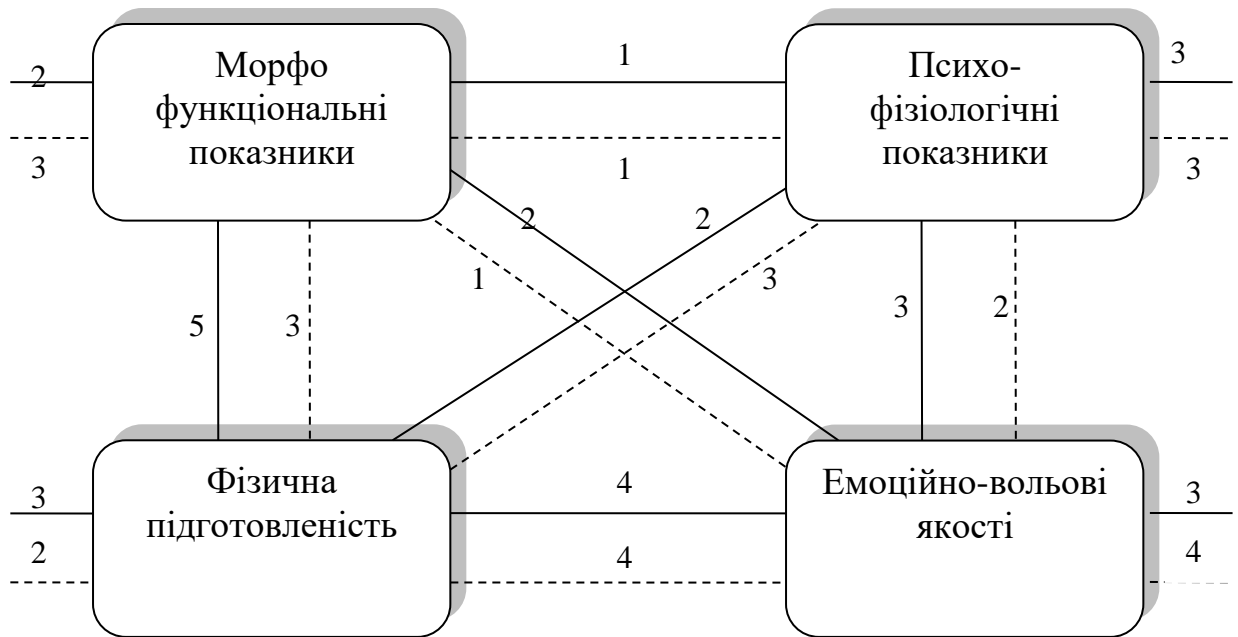 Морфо
функціональні
показники
Психо-
фізіологічні
показники
2
1
3
3
1
3
2
2
1
3
5
3
3
2
Фізична
підготовленість
Емоційно-вольові
якості
3
4
3
2
4
4